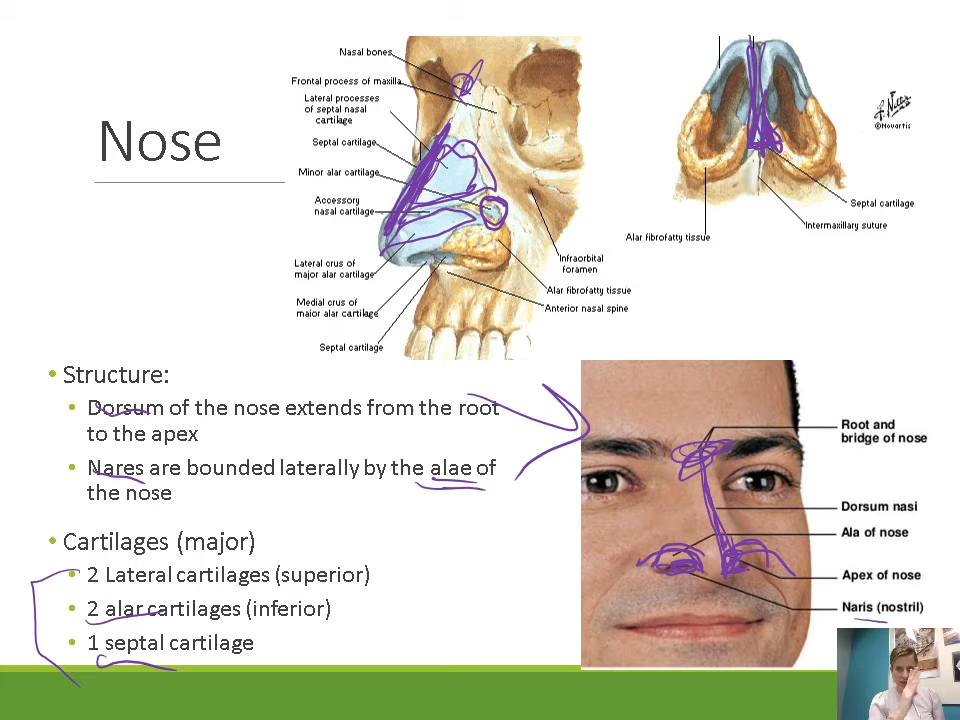 Nose
Nasal bones
Frontal process of maxilla
Lateral processes
of septal nasal
cartilage
Septal cartilage
Minor alar cartilage
Accessory
nasal cartilage
Lateral crus of
major alar cartilage
Medial crus of
major alar cartilage
Septal cartilage
Infraorbital
foramen
Alar fibrofatty tissue
Anterior nasal spine
©Novartis
Septal cartilage
Intermaxillary suture
Alar fibrofatty tissue
• Structure:
• Dorsum of the nose extends from the root
to the apex
• Nares are bounded laterally by the alae of
the nose
• Cartilages (major)
• 2 Lateral cartilages (superior)
• 2 alar cartilages (inferior)
• 1 septal cartilage
Root and
bridge of nose
Dorsum nasi
Ala of nose
Apex of nose
Naris (nostril)